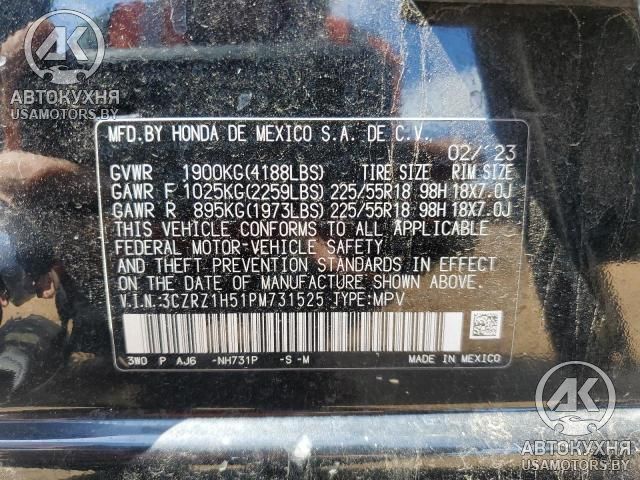 AK
АВТОКУХНЯ
USAMOTORS.BY
MFD.BY HONDA DE MEXICO S.A. DE C.V.
02/ '23
GVWR 1900KG(4188LBS) TIRE SIZE RIM SIZE
GAWR F 1025KG(2259LBS) 225/55R18 98H 18X7.0J
GAWR R 895KG(1973LBS) 225/55R18 98H 18X7.0J
THIS VEHICLE CONFORMS TO ALL APPLICABLE
FEDERAL MOTOR-VEHICLE SAFETY
AND THEFT PREVENTION STANDARDS IN EFFECT
ON THE DATE OF MANUFACTURE SHOWN ABOVE.
V.I.N:3CZRZ1H51PM731525 TYPE:MPV
3W0 P AJ6 -NH731P -S-M MADE IN MEXICO
AK
АВТОКУХНЯ
USAMOTORS.BY